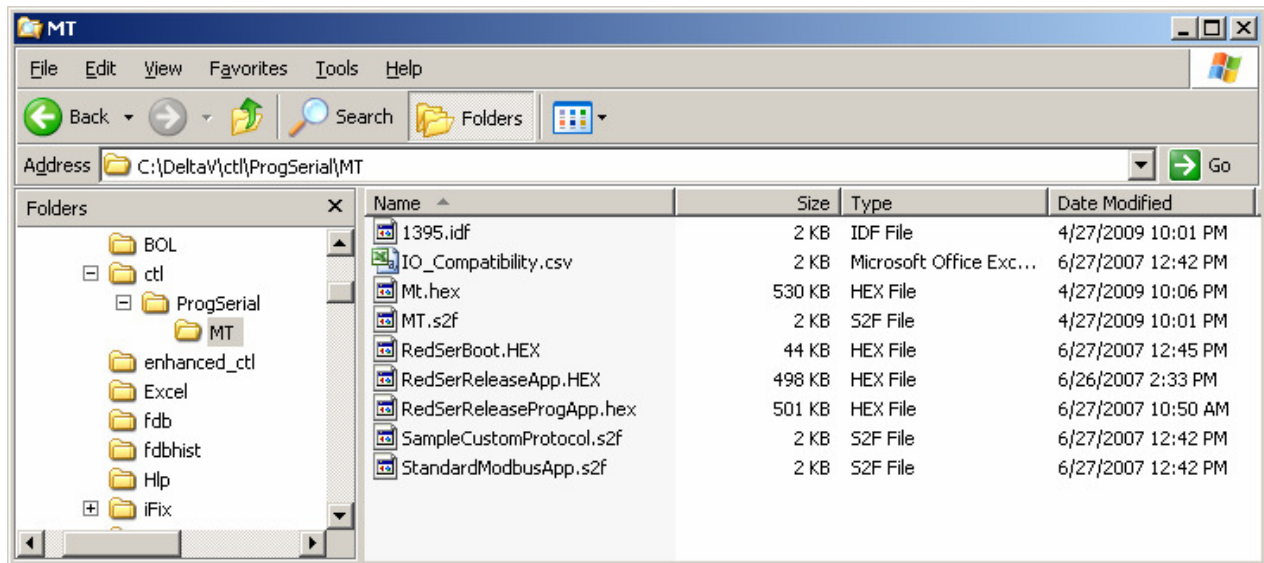 MT
File Edit View Favorites Tools Help
Back Search Folders
Address C:\DeltaV\ctl\ProgSerial\MT Go
Folders x Name Size Type Date Modified
BOL
ctl
ProgSerial
MT
enhanced_ctl
Excel
fdb
fdbhist
Hlp
iFix
1395.idf 2 KB IDF File 4/27/2009 10:01 PM
IO_Compatibility.csv 2 KB Microsoft Office Exc... 6/27/2007 12:42 PM
Mt.hex 530 KB HEX File 4/27/2009 10:06 PM
MT.s2f 2 KB S2F File 4/27/2009 10:01 PM
RedSerBoot.HEX 44 KB HEX File 6/27/2007 12:45 PM
RedSerReleaseApp.HEX 498 KB HEX File 6/26/2007 2:33 PM
RedSerReleaseProgApp.hex 501 KB HEX File 6/27/2007 10:50 AM
SampleCustomProtocol.s2f 2 KB S2F File 6/27/2007 12:42 PM
StandardModbusApp.s2f 2 KB S2F File 6/27/2007 12:42 PM